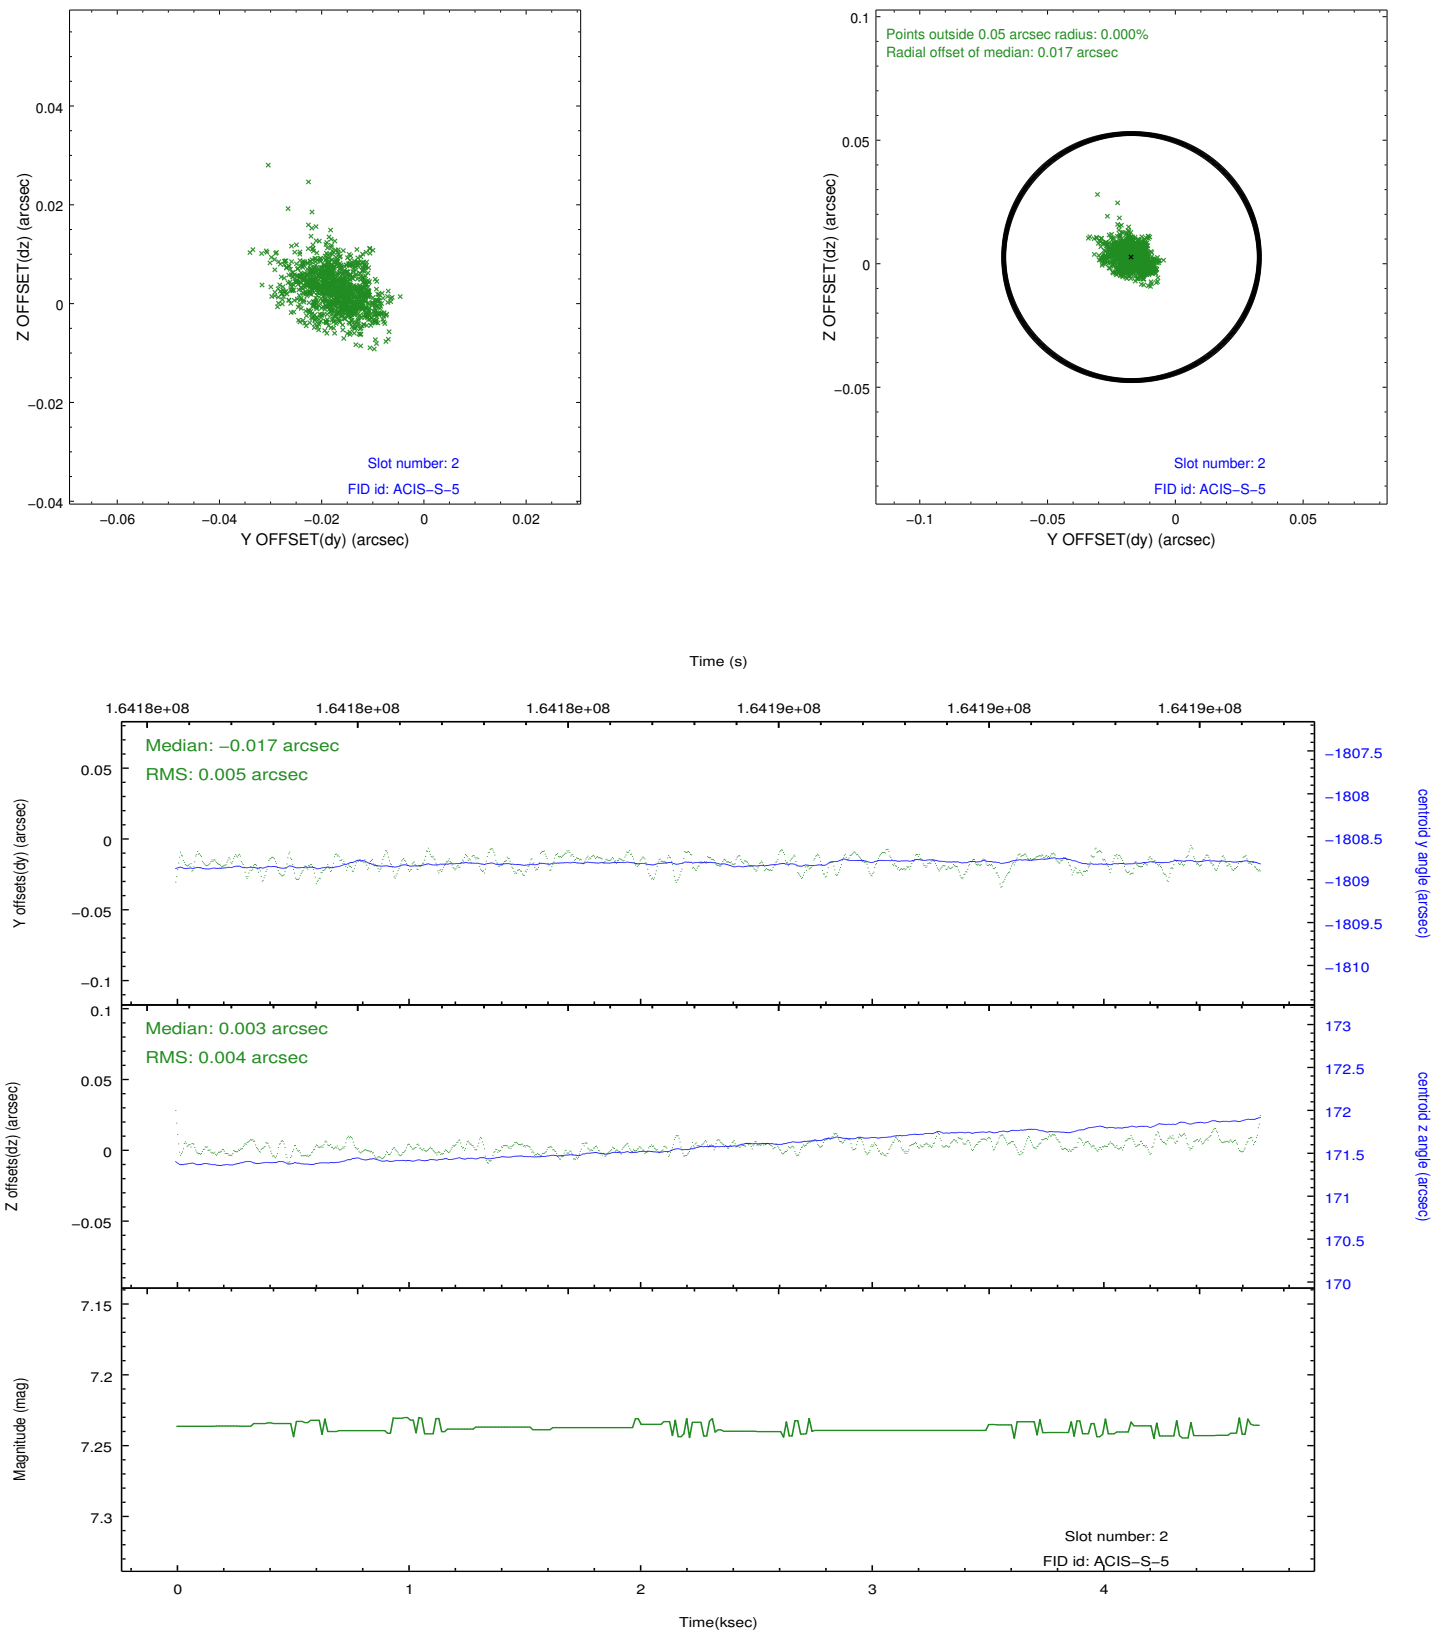 0.04
0.02
0
−0.02
−0.04
Z OFFSET(dz) (arcsec)
Slot number: 2
FID id: ACIS−S−5
−0.06
−0.04
−0.02
0
0.02
Y OFFSET(dy) (arcsec)
Points outside 0.05 arcsec radius: 0.000%
Radial offset of median: 0.017 arcsec
0.1
0.05
0
−0.05
Z OFFSET(dz) (arcsec)
Slot number: 2
FID id: ACIS−S−5
−0.1
−0.05
0
0.05
Y OFFSET(dy) (arcsec)
Time (s)
1.6418e+08
1.6418e+08
1.6418e+08
1.6419e+08
1.6419e+08
1.6419e+08
Median: −0.017 arcsec
RMS: 0.005 arcsec
0.05
0
−0.05
−0.1
Y offsets(dy) (arcsec)
−1807.5
−1808
−1808.5
−1809
−1809.5
−1810
centroid y angle (arcsec)
Median: 0.003 arcsec
RMS: 0.004 arcsec
0.1
0.05
0
−0.05
Z offsets(dz) (arcsec)
173
172.5
172
171.5
171
170.5
170
centroid z angle (arcsec)
7.15
7.2
7.25
7.3
Magnitude (mag)
Slot number: 2
FID id: ACIS−S−5
0
1
2
3
4
Time(ksec)